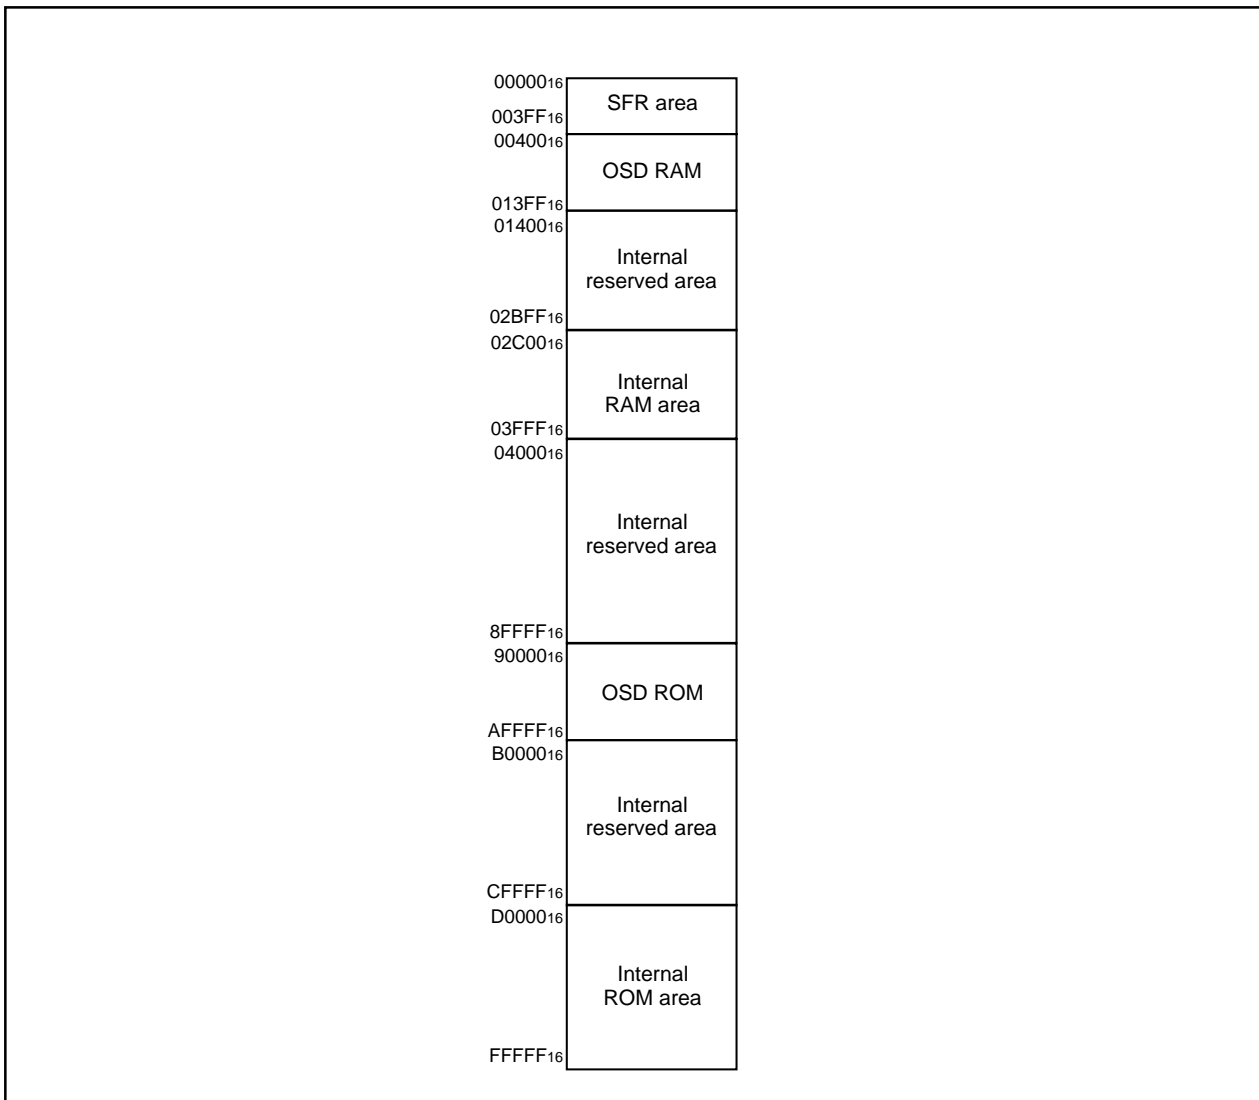 00000₁₆
SFR area
003FF₁₆
00400₁₆
OSD RAM
013FF₁₆
01400₁₆
Internal
reserved area
02BFF₁₆
02C00₁₆
Internal
RAM area
03FFF₁₆
04000₁₆
Internal
reserved area
8FFFF₁₆
90000₁₆
OSD ROM
AFFFF₁₆
B0000₁₆
Internal
reserved area
CFFFF₁₆
D0000₁₆
Internal
ROM area
FFFFF₁₆